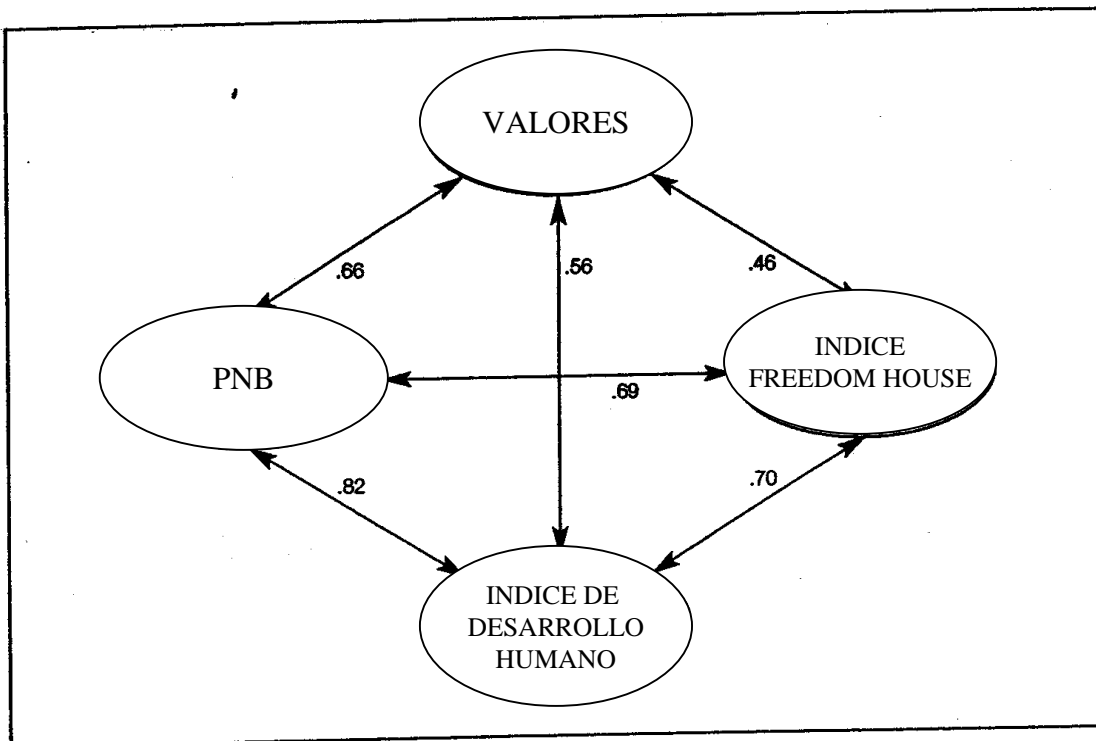 VALORES
.66
.56
.46
PNB
INDICE
FREEDOM HOUSE
.69
.82
.70
INDICE DE
DESARROLLO
HUMANO